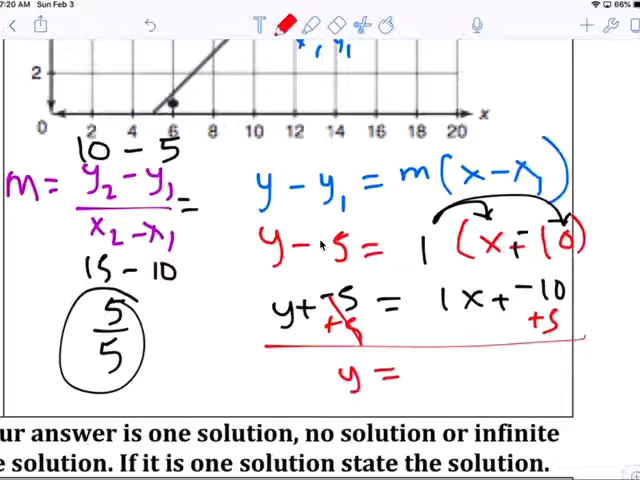 7:20 AM Sun Feb 3 66%
T
x, y₁
2
0 2 4 6 8 10 12 14 16 18 20 x
10 - 5
m = y₂ - y₁ / x₂ - x₁ =
15 - 10
5/5
y - y₁ = m(x - x₁)
y - 5 = 1 (x + -10)
y + -5 = 1x + -10
+5 +5
y =
ur answer is one solution, no solution or infinite
e solution. If it is one solution state the solution.